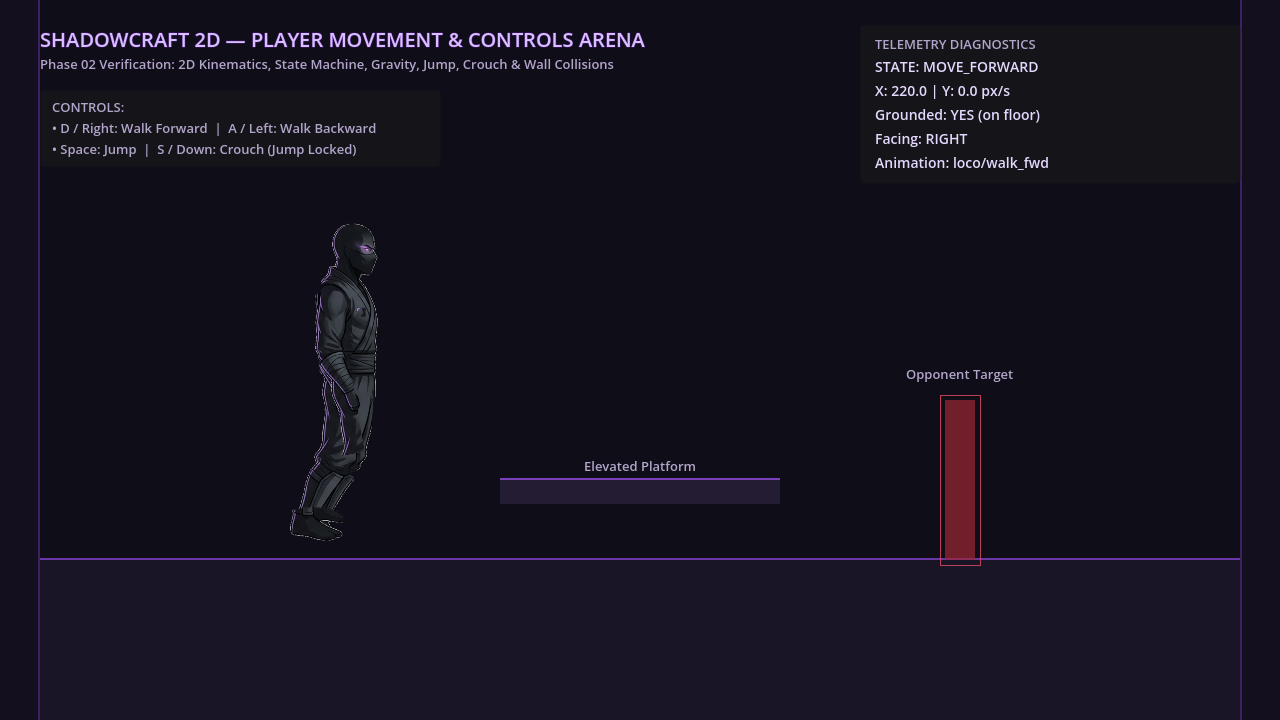 SHADOWCRAFT 2D — PLAYER MOVEMENT & CONTROLS ARENA
Phase 02 Verification: 2D Kinematics, State Machine, Gravity, Jump, Crouch & Wall Collisions
CONTROLS:
• D / Right: Walk Forward | A / Left: Walk Backward
• Space: Jump | S / Down: Crouch (Jump Locked)
TELEMETRY DIAGNOSTICS
STATE: MOVE_FORWARD
X: 220.0 | Y: 0.0 px/s
Grounded: YES (on floor)
Facing: RIGHT
Animation: loco/walk_fwd
Opponent Target
Elevated Platform